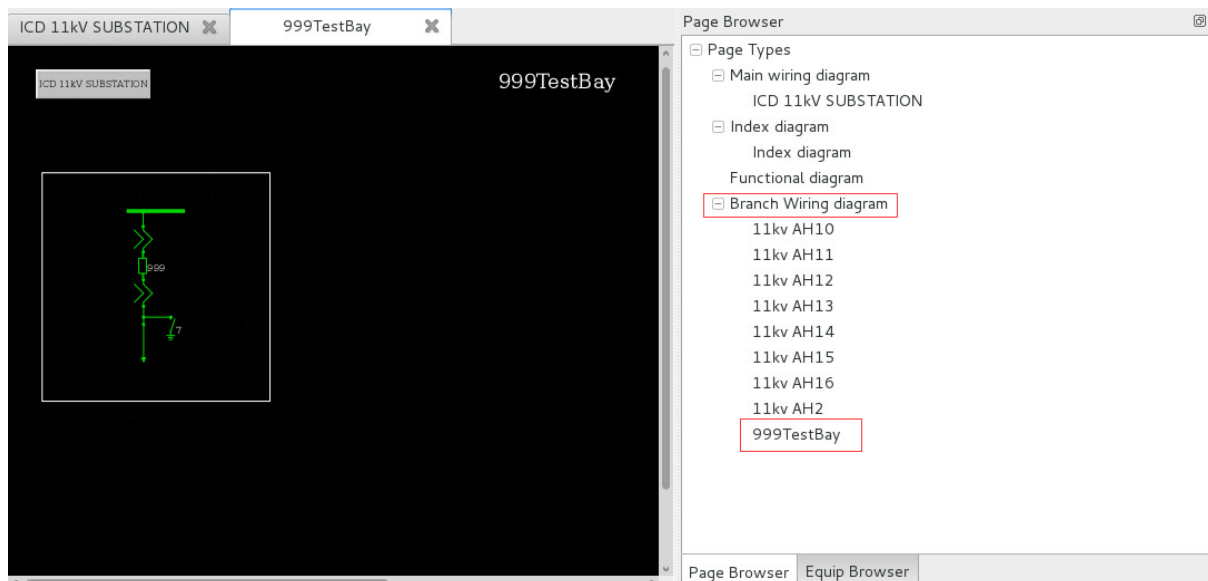 ICD 11kV SUBSTATION
999TestBay
ICD 11kV SUBSTATION
999TestBay
999
7
Page Browser
Page Types
Main wiring diagram
ICD 11kV SUBSTATION
Index diagram
Index diagram
Functional diagram
Branch Wiring diagram
11kv AH10
11kv AH11
11kv AH12
11kv AH13
11kv AH14
11kv AH15
11kv AH16
11kv AH2
999TestBay
Page Browser
Equip Browser